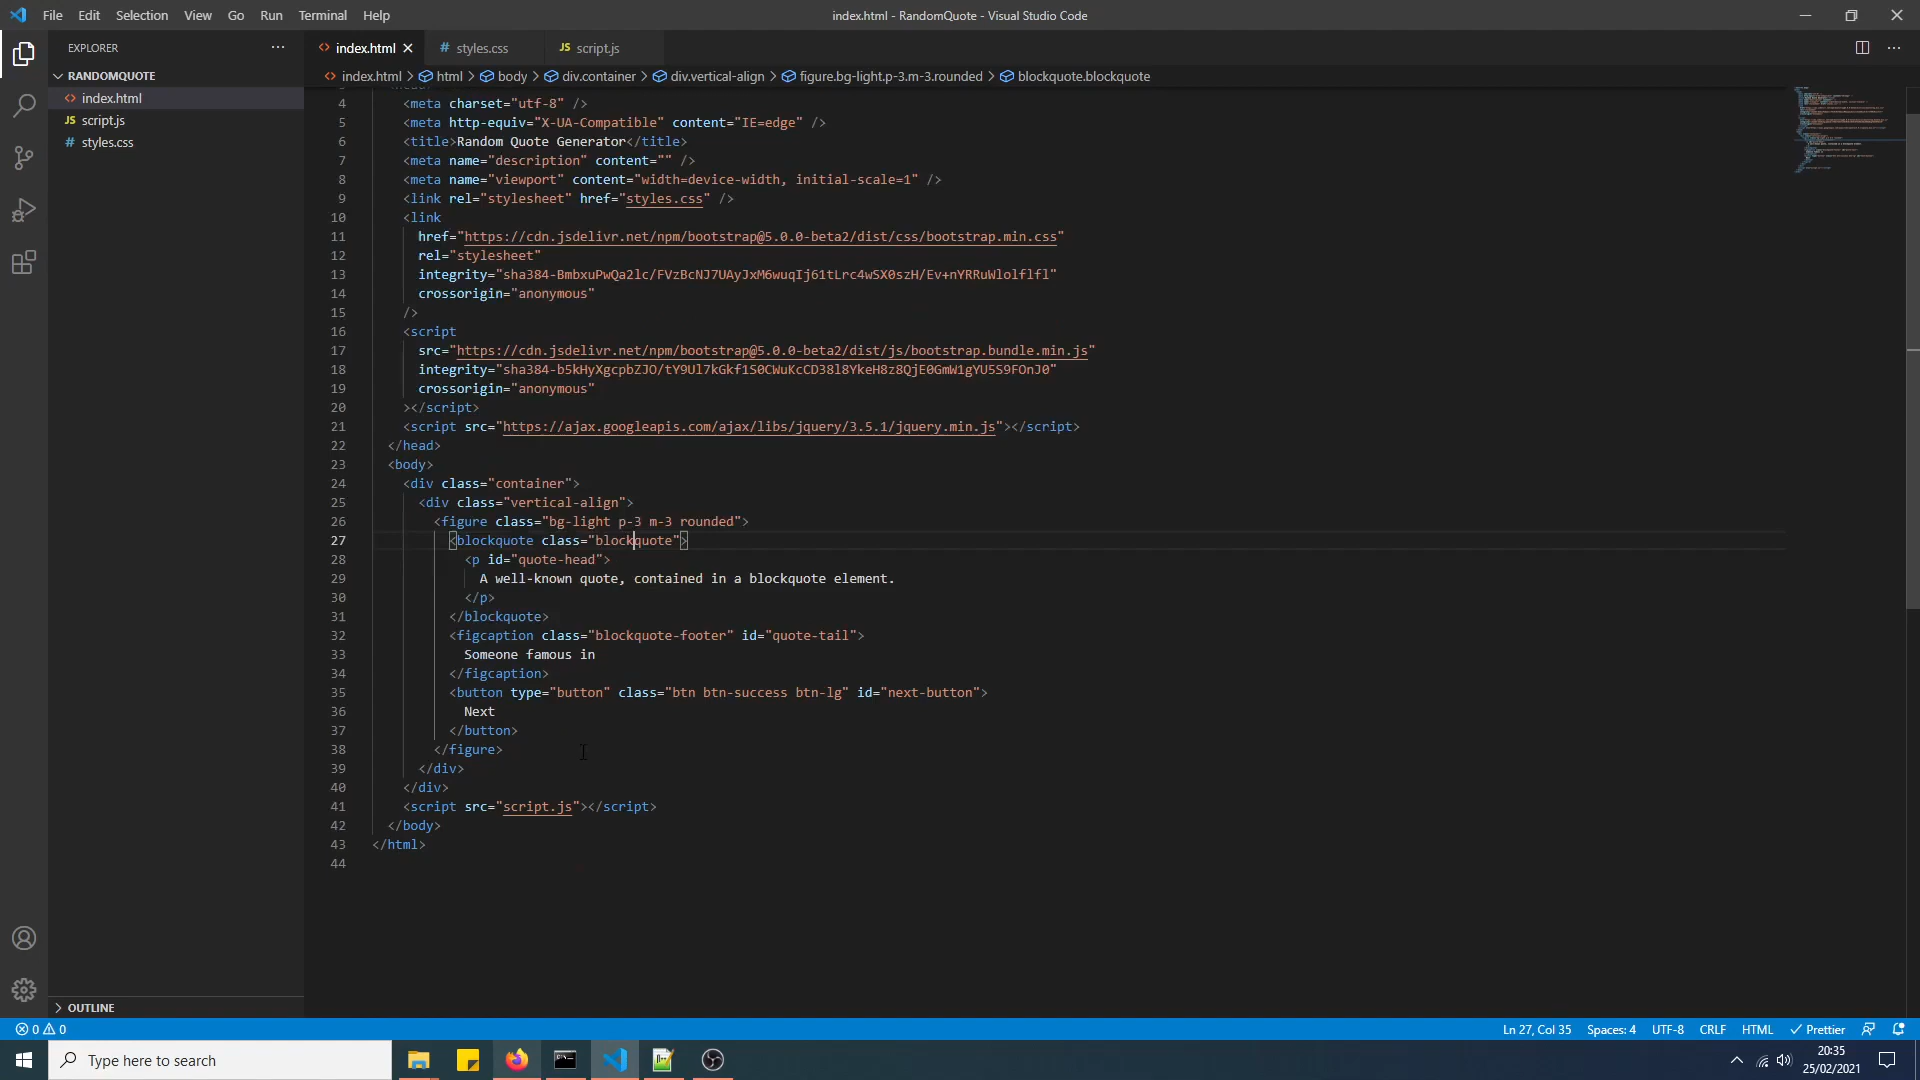 File Edit Selection View Go Run Terminal Help
index.html - RandomQuote - Visual Studio Code
EXPLORER
RANDOMQUOTE
index.html
script.js
styles.css
OUTLINE
index.html styles.css script.js
index.html > html > body > div.container > div.vertical-align > figure.bg-light.p-3.m-3.rounded > blockquote.blockquote
4 <meta charset="utf-8" />
5 <meta http-equiv="X-UA-Compatible" content="IE=edge" />
6 <title>Random Quote Generator</title>
7 <meta name="description" content="" />
8 <meta name="viewport" content="width=device-width, initial-scale=1" />
9 <link rel="stylesheet" href="styles.css" />
10 <link
11 href="https://cdn.jsdelivr.net/npm/bootstrap@5.0.0-beta2/dist/css/bootstrap.min.css"
12 rel="stylesheet"
13 integrity="sha384-BmbxuPwQa2lc/FVzBcNJ7UAyJxM6wuqIj61tLrc4wSX0szH/Ev+nYRRuWlolflfl"
14 crossorigin="anonymous"
15 />
16 <script
17 src="https://cdn.jsdelivr.net/npm/bootstrap@5.0.0-beta2/dist/js/bootstrap.bundle.min.js"
18 integrity="sha384-b5kHyXgcpbZJO/tY9Ul7kGkf1S0CWuKcCD38l8YkeH8z8QjE0GmW1gYU5S9FOnJ0"
19 crossorigin="anonymous"
20 ></script>
21 <script src="https://ajax.googleapis.com/ajax/libs/jquery/3.5.1/jquery.min.js"></script>
22 </head>
23 <body>
24 <div class="container">
25 <div class="vertical-align">
26 <figure class="bg-light p-3 m-3 rounded">
27 <blockquote class="blockquote">
28 <p id="quote-head">
29 A well-known quote, contained in a blockquote element.
30 </p>
31 </blockquote>
32 <figcaption class="blockquote-footer" id="quote-tail">
33 Someone famous in
34 </figcaption>
35 <button type="button" class="btn btn-success btn-lg" id="next-button">
36 Next
37 </button>
38 </figure>
39 </div>
40 </div>
41 <script src="script.js"></script>
42 </body>
43 </html>
44
0 0
Ln 27, Col 35 Spaces: 4 UTF-8 CRLF HTML Prettier
Type here to search
20:35
25/02/2021